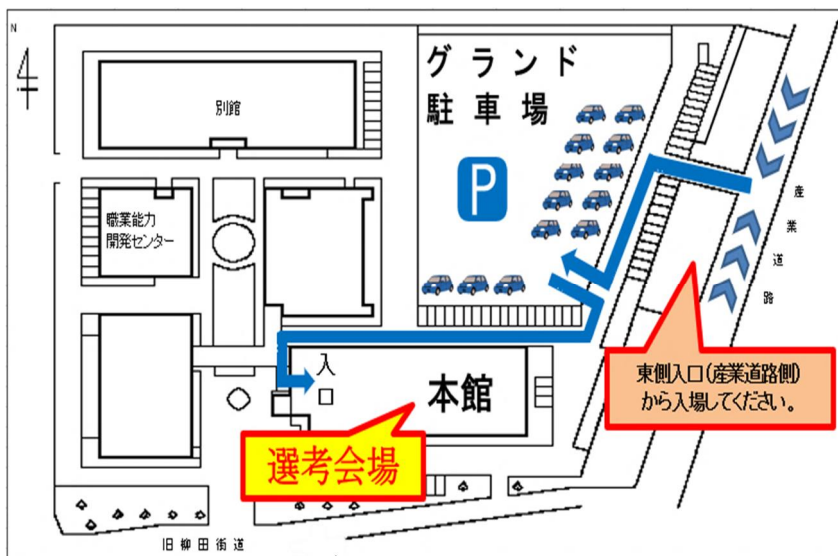 N
別館
グランド
駐車場
P
職業能力
開発センター
産業道路
入口
本館
東側入口(産業道路側)
から入場してください。
選考会場
旧柳田街道